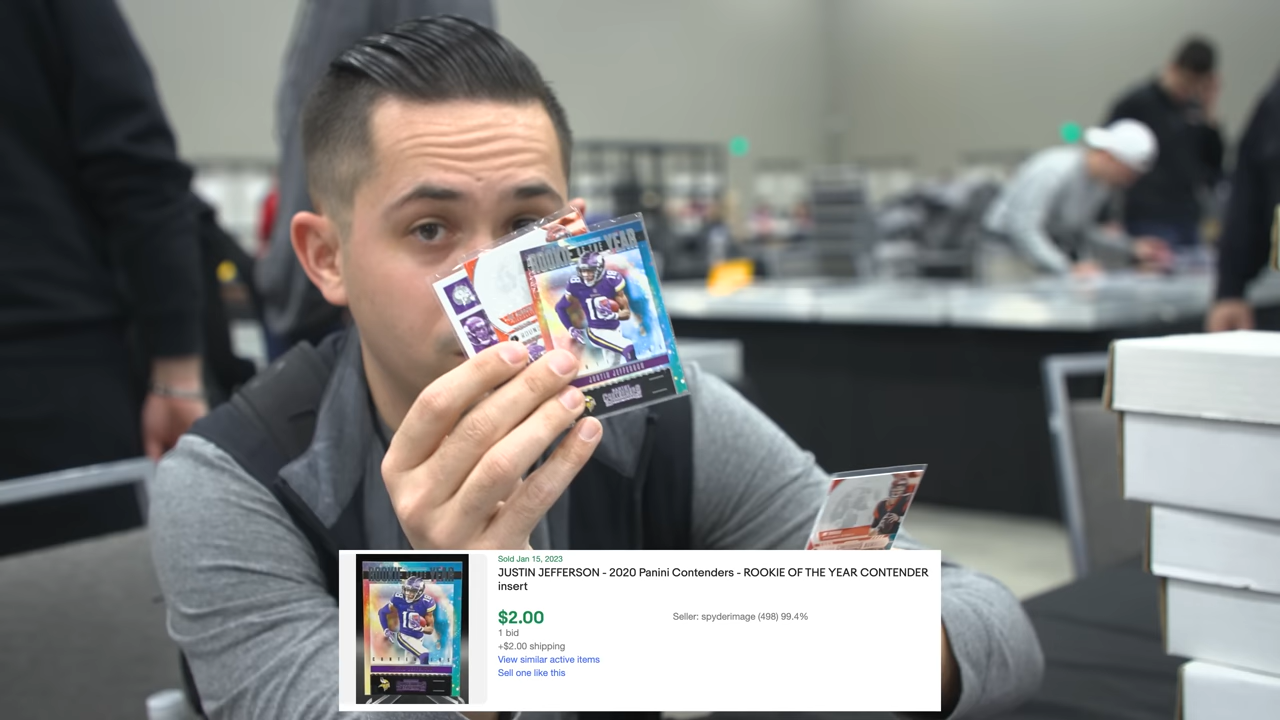 ROOKIE OF THE YEAR
JUSTIN JEFFERSON
Sold Jan 15, 2023
JUSTIN JEFFERSON - 2020 Panini Contenders - ROOKIE OF THE YEAR CONTENDER
insert
$2.00
Seller: spyderimage (498) 99.4%
1 bid
+$2.00 shipping
View similar active items
Sell one like this